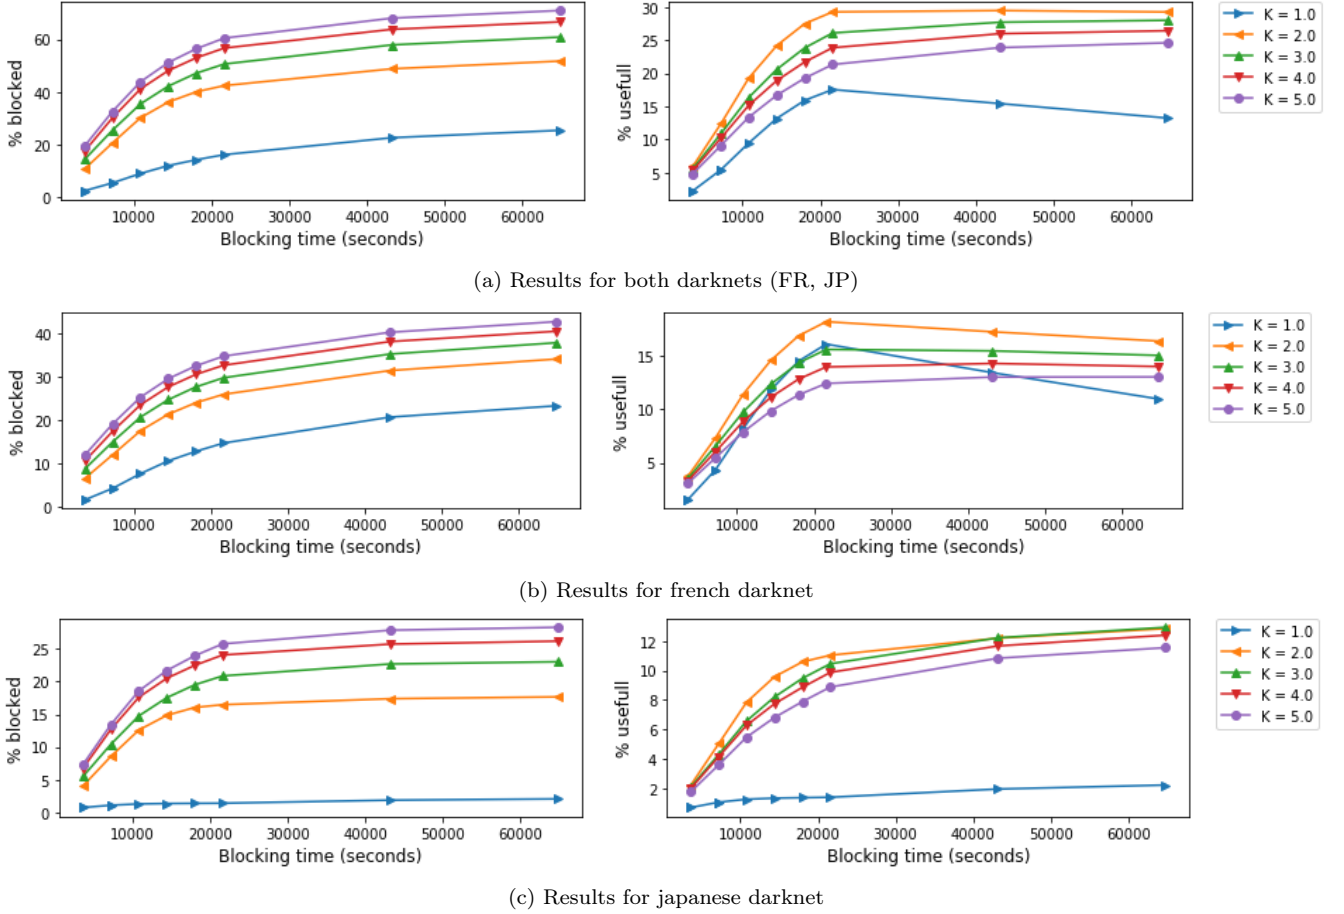 % blocked
60
40
20
0
10000 20000 30000 40000 50000 60000
Blocking time (seconds)
% usefull
30
25
20
15
10
5
10000 20000 30000 40000 50000 60000
Blocking time (seconds)
K = 1.0
K = 2.0
K = 3.0
K = 4.0
K = 5.0
(a) Results for both darknets (FR, JP)
% blocked
40
30
20
10
0
10000 20000 30000 40000 50000 60000
Blocking time (seconds)
% usefull
15
10
5
10000 20000 30000 40000 50000 60000
Blocking time (seconds)
K = 1.0
K = 2.0
K = 3.0
K = 4.0
K = 5.0
(b) Results for french darknet
% blocked
25
20
15
10
5
0
10000 20000 30000 40000 50000 60000
Blocking time (seconds)
% usefull
12
10
8
6
4
2
10000 20000 30000 40000 50000 60000
Blocking time (seconds)
K = 1.0
K = 2.0
K = 3.0
K = 4.0
K = 5.0
(c) Results for japanese darknet